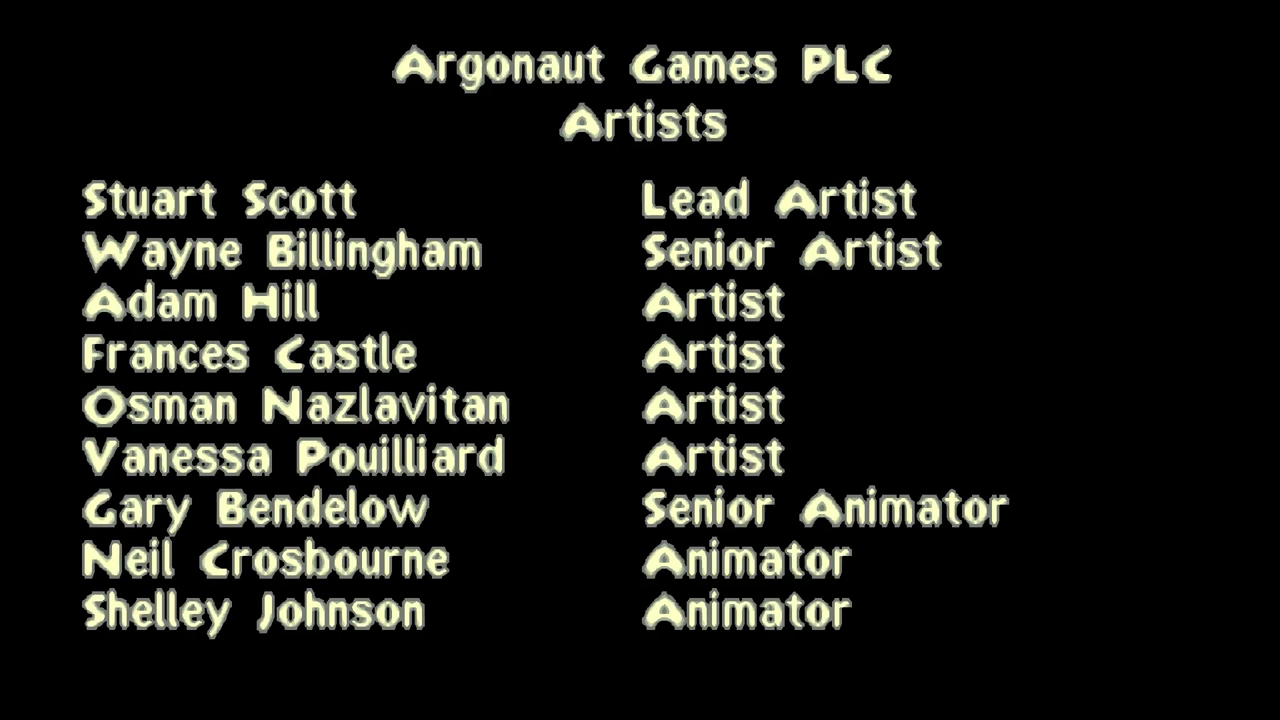 Argonaut Games PLC
Artists
Stuart Scott Lead Artist
Wayne Billingham Senior Artist
Adam Hill Artist
Frances Castle Artist
Osman Nazlavitan Artist
Vanessa Pouilliard Artist
Gary Bendelow Senior Animator
Neil Crosbourne Animator
Shelley Johnson Animator